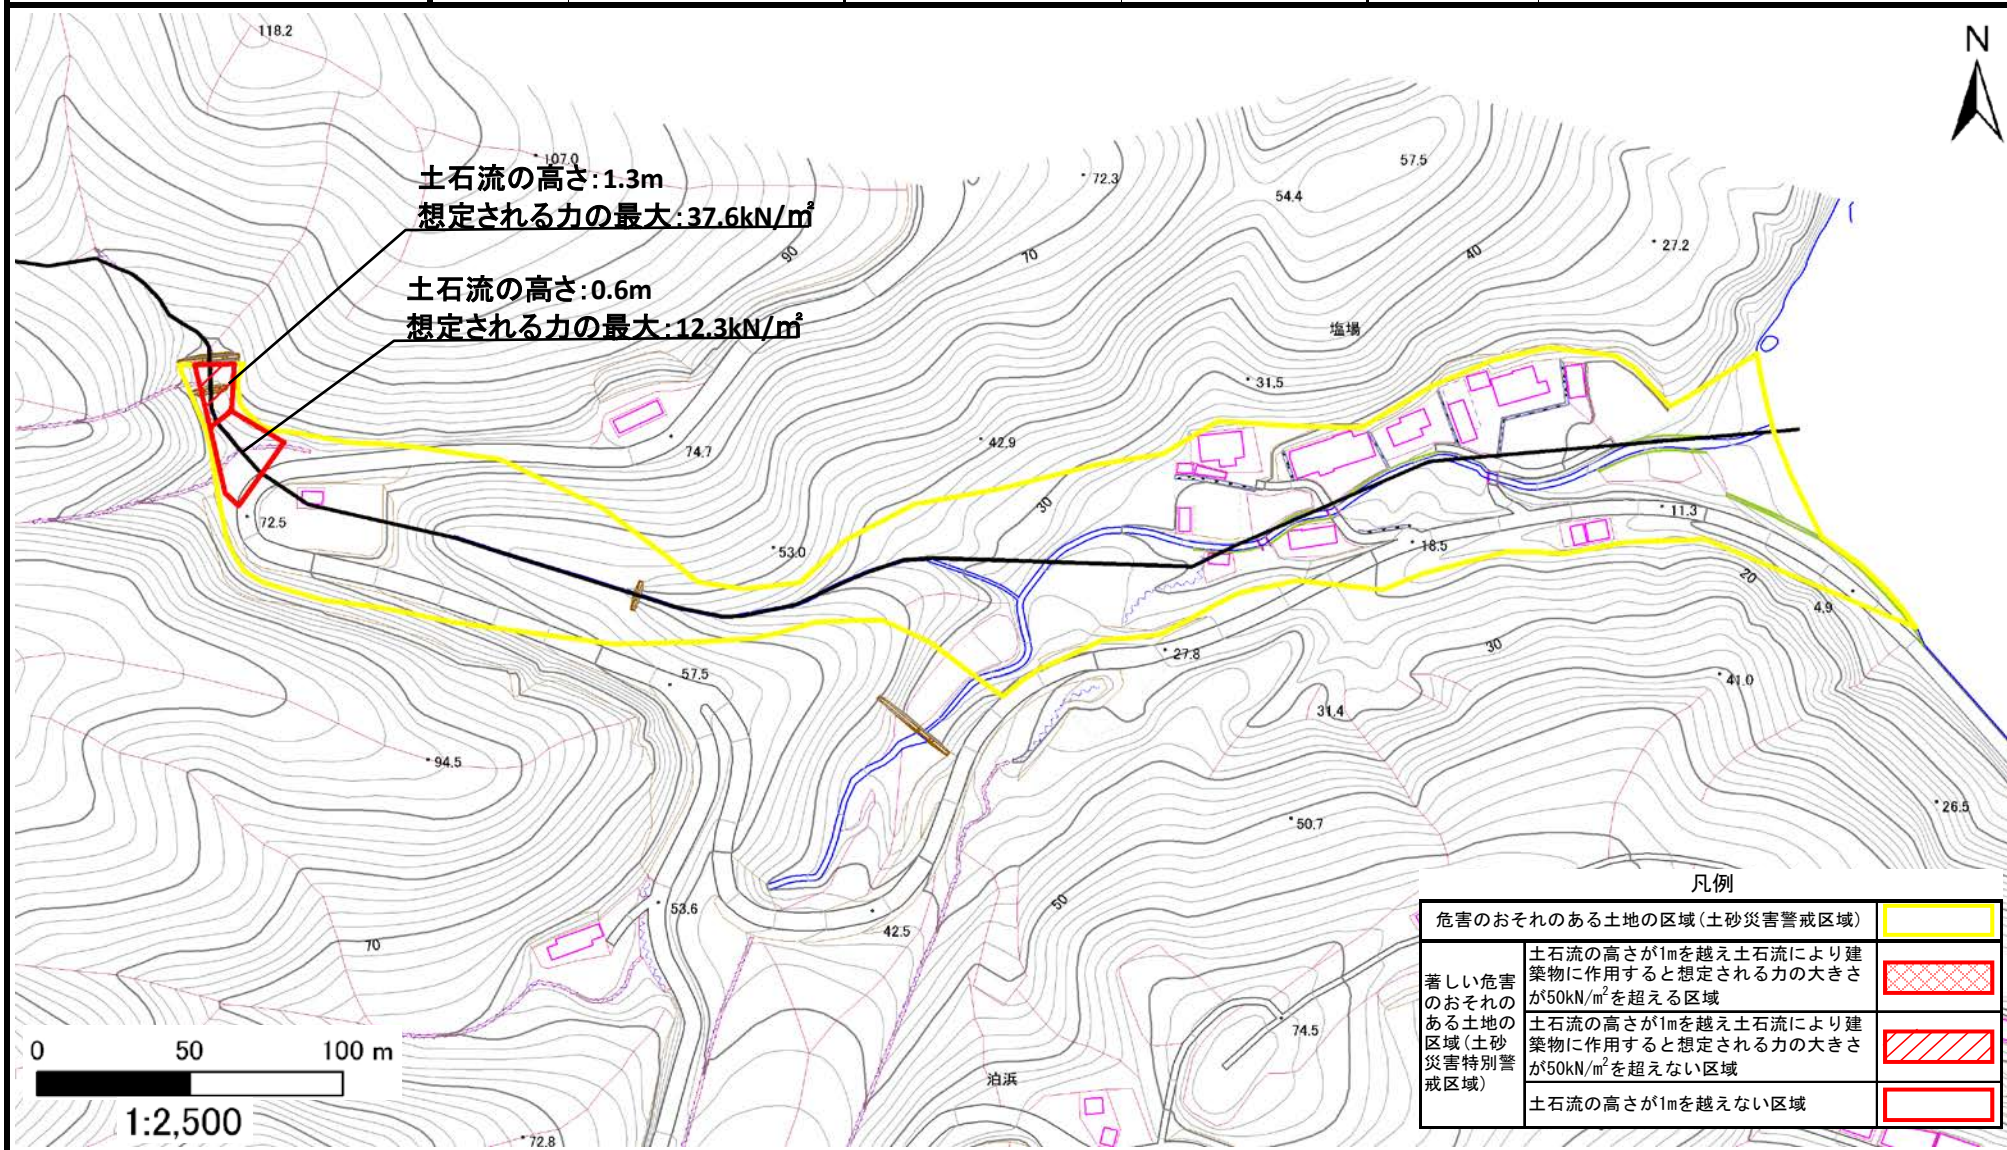 118.2
N
107.0
土石流の高さ:1.3m
想定される力の最大:37.6kN/㎡
72.3
57.5
54.4
27.2
90
70
40
土石流の高さ:0.6m
想定される力の最大:12.3kN/㎡
塩場
31.5
42.9
74.7
30
72.5
53.0
11.3
18.5
20
4.9
57.5
27.8
30
41.0
31.4
94.5
26.5
50.7
53.6
42.5
50
70
74.5
泊浜
72.8
0 50 100 m
1:2,500
凡例
危害のおそれのある土地の区域(土砂災害警戒区域)
著しい危害
のおそれの
ある土地の
区域(土砂
災害特別警
戒区域)
土石流の高さが1mを越え土石流により建
築物に作用すると想定される力の大きさ
が50kN/㎡を超える区域
土石流の高さが1mを越え土石流により建
築物に作用すると想定される力の大きさ
が50kN/㎡を超えない区域
土石流の高さが1mを越えない区域